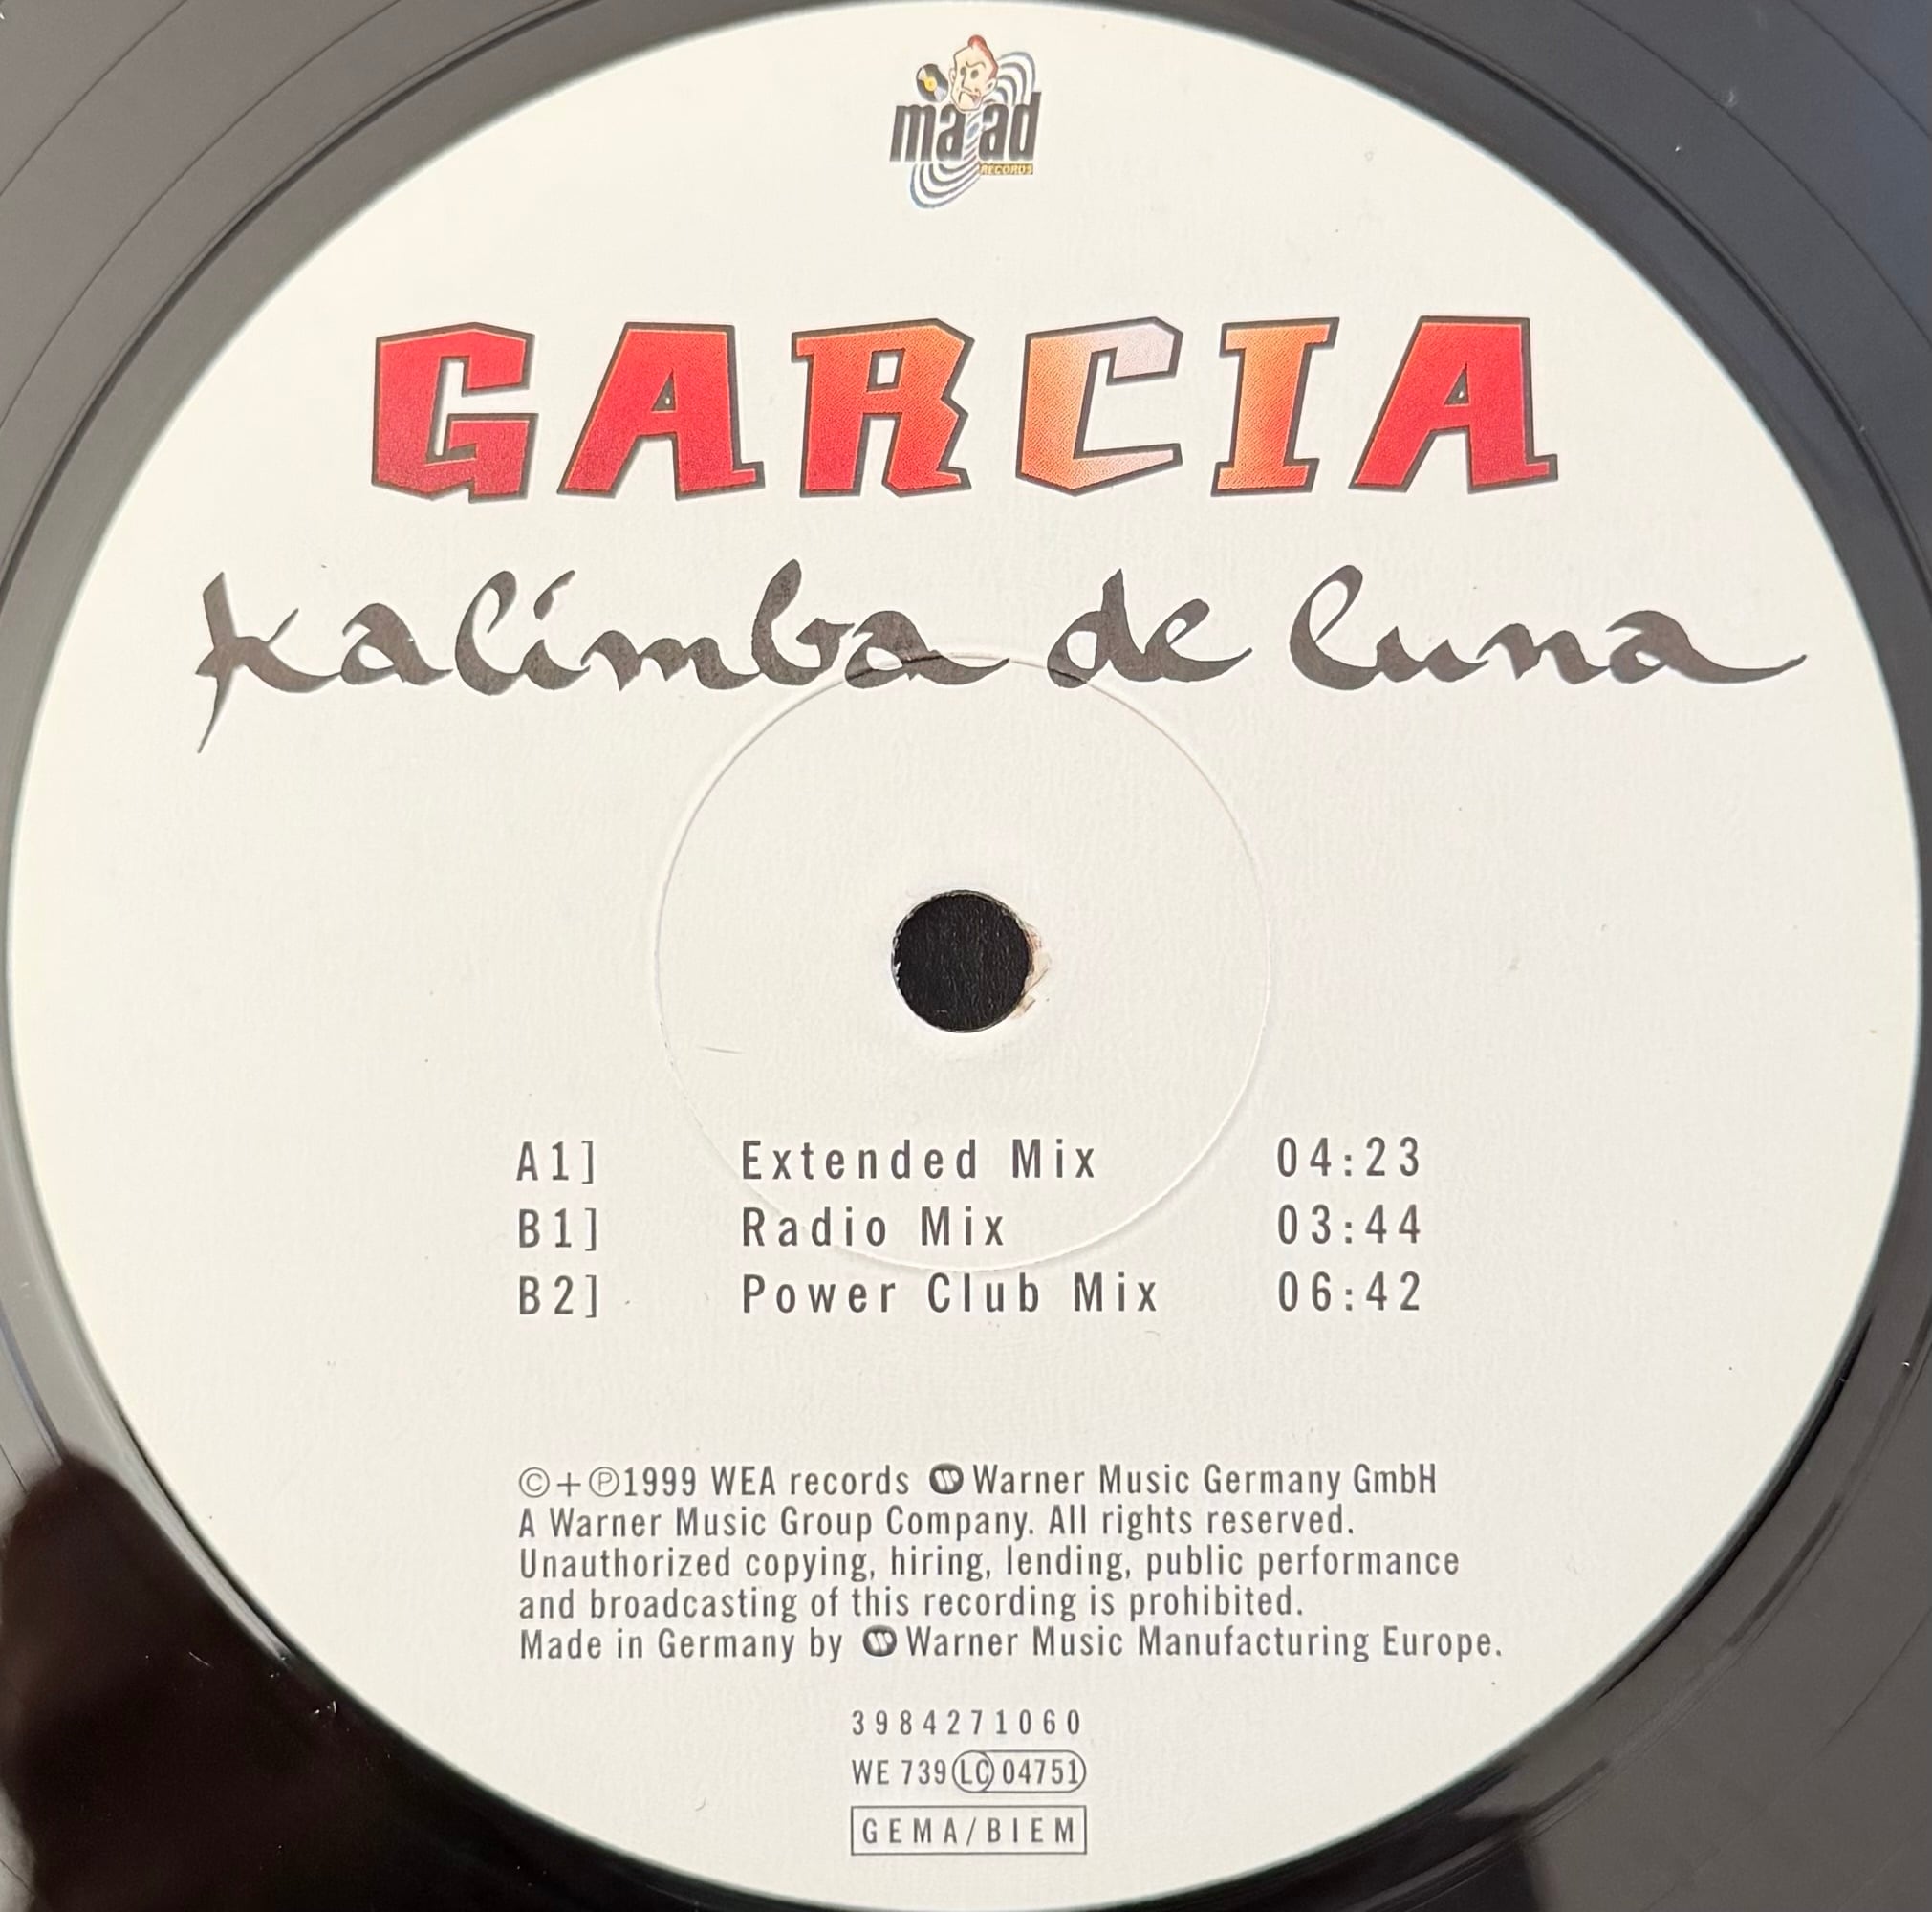 ma ad
RECORDS
GARCIA
kalimba de luna
A1] Extended Mix 04:23
B1] Radio Mix 03:44
B2] Power Club Mix 06:42
©+℗1999 WEA records Warner Music Germany GmbH
A Warner Music Group Company. All rights reserved.
Unauthorized copying, hiring, lending, public performance
and broadcasting of this recording is prohibited.
Made in Germany by Warner Music Manufacturing Europe.
3984271060
WE 739 LC 04751
GEMA/BIEM